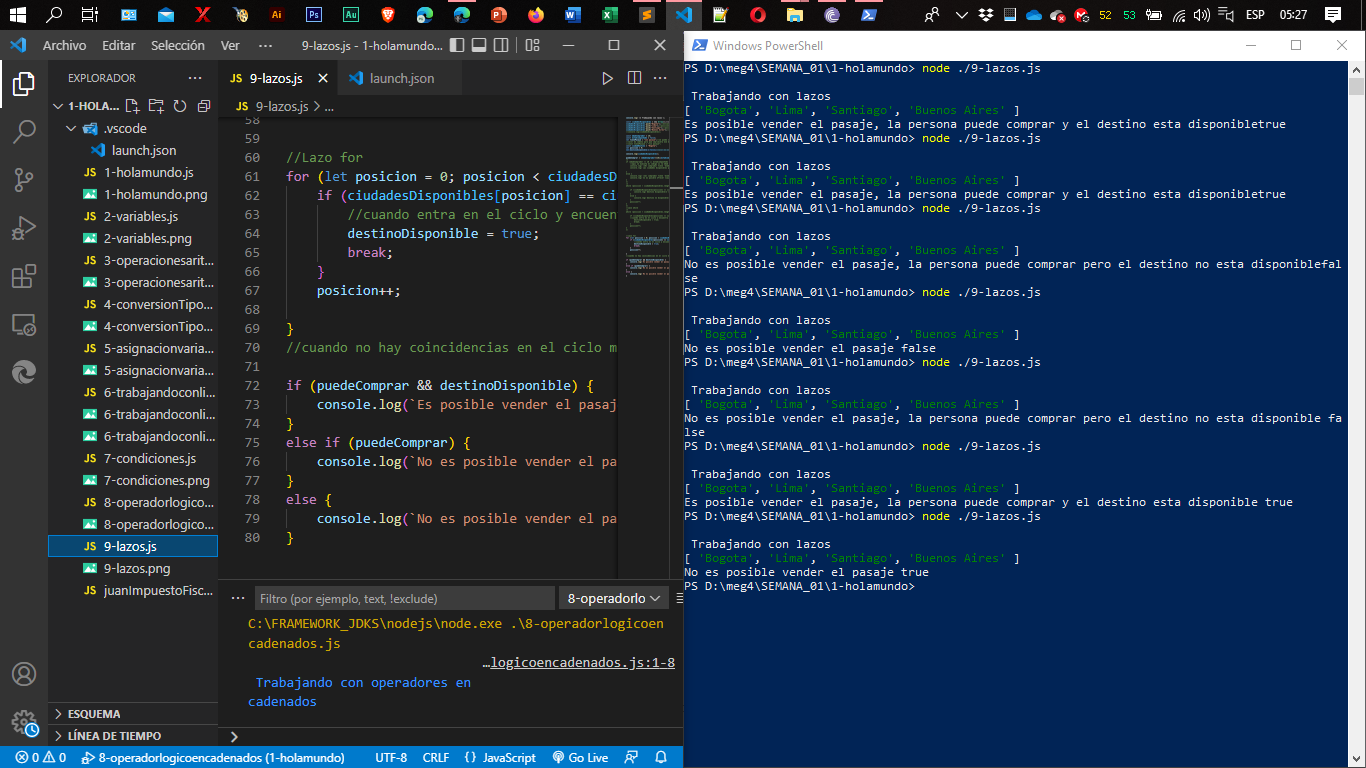 ESP 05:27
52 53
Archivo Editar Selección Ver ··· 9-lazos.js - 1-holamundo...
EXPLORADOR ···
1-HOLA...
.vscode
launch.json
JS 1-holamundo.js
1-holamundo.png
JS 2-variables.js
2-variables.png
JS 3-operacionesarit...
3-operacionesarit...
JS 4-conversionTipo...
4-conversionTipo...
JS 5-asignacionvaria...
5-asignacionvaria...
JS 6-trabajandoconli...
6-trabajandoconli...
6-trabajandoconli...
JS 7-condiciones.js
7-condiciones.png
JS 8-operadorlogico...
8-operadorlogico...
JS 9-lazos.js
9-lazos.png
JS juanImpuestoFisc...
ESQUEMA
LÍNEA DE TIEMPO
JS 9-lazos.js launch.json
JS 9-lazos.js > ...
58
59
60 //Lazo for
61 for (let posicion = 0; posicion < ciudadesD
62 if (ciudadesDisponibles[posicion] == ci
63 //cuando entra en el ciclo y encuen
64 destinoDisponible = true;
65 break;
66 }
67 posicion++;
68
69 }
70 //cuando no hay coincidencias en el ciclo m
71
72 if (puedeComprar && destinoDisponible) {
73 console.log(`Es posible vender el pasaj
74 }
75 else if (puedeComprar) {
76 console.log(`No es posible vender el pa
77 }
78 else {
79 console.log(`No es posible vender el pa
80 }
··· Filtro (por ejemplo, text, !exclude) 8-operadorlo
C:\FRAMEWORK_JDKS\nodejs\node.exe .\8-operadorlogicoen
cadenados.js
…logicoencadenados.js:1-8
Trabajando con operadores en
cadenados
0 0 8-operadorlogicoencadenados (1-holamundo) UTF-8 CRLF {} JavaScript Go Live
Windows PowerShell
PS D:\meg4\SEMANA_01\1-holamundo> node ./9-lazos.js
Trabajando con lazos
[ 'Bogota', 'Lima', 'Santiago', 'Buenos Aires' ]
Es posible vender el pasaje, la persona puede comprar y el destino esta disponibletrue
PS D:\meg4\SEMANA_01\1-holamundo> node ./9-lazos.js
Trabajando con lazos
[ 'Bogota', 'Lima', 'Santiago', 'Buenos Aires' ]
Es posible vender el pasaje, la persona puede comprar y el destino esta disponibletrue
PS D:\meg4\SEMANA_01\1-holamundo> node ./9-lazos.js
Trabajando con lazos
[ 'Bogota', 'Lima', 'Santiago', 'Buenos Aires' ]
No es posible vender el pasaje, la persona puede comprar pero el destino no esta disponiblefal
se
PS D:\meg4\SEMANA_01\1-holamundo> node ./9-lazos.js
Trabajando con lazos
[ 'Bogota', 'Lima', 'Santiago', 'Buenos Aires' ]
No es posible vender el pasaje false
PS D:\meg4\SEMANA_01\1-holamundo> node ./9-lazos.js
Trabajando con lazos
[ 'Bogota', 'Lima', 'Santiago', 'Buenos Aires' ]
No es posible vender el pasaje, la persona puede comprar pero el destino no esta disponible fa
lse
PS D:\meg4\SEMANA_01\1-holamundo> node ./9-lazos.js
Trabajando con lazos
[ 'Bogota', 'Lima', 'Santiago', 'Buenos Aires' ]
Es posible vender el pasaje, la persona puede comprar y el destino esta disponible true
PS D:\meg4\SEMANA_01\1-holamundo> node ./9-lazos.js
Trabajando con lazos
[ 'Bogota', 'Lima', 'Santiago', 'Buenos Aires' ]
No es posible vender el pasaje true
PS D:\meg4\SEMANA_01\1-holamundo>